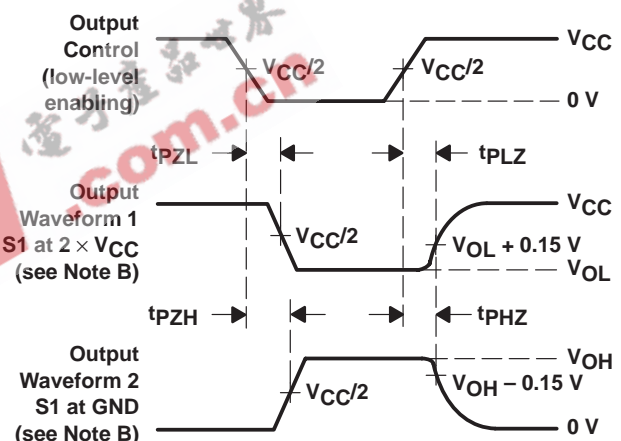 Output
Control
(low-level
enabling)
VCC
VCC/2
VCC/2
0 V
tPZL
tPLZ
Output
Waveform 1
S1 at 2 × VCC
(see Note B)
VCC
VCC/2
VOL + 0.15 V
VOL
tPZH
tPHZ
Output
Waveform 2
S1 at GND
(see Note B)
VOH
VCC/2
VOH – 0.15 V
0 V
.com.cn